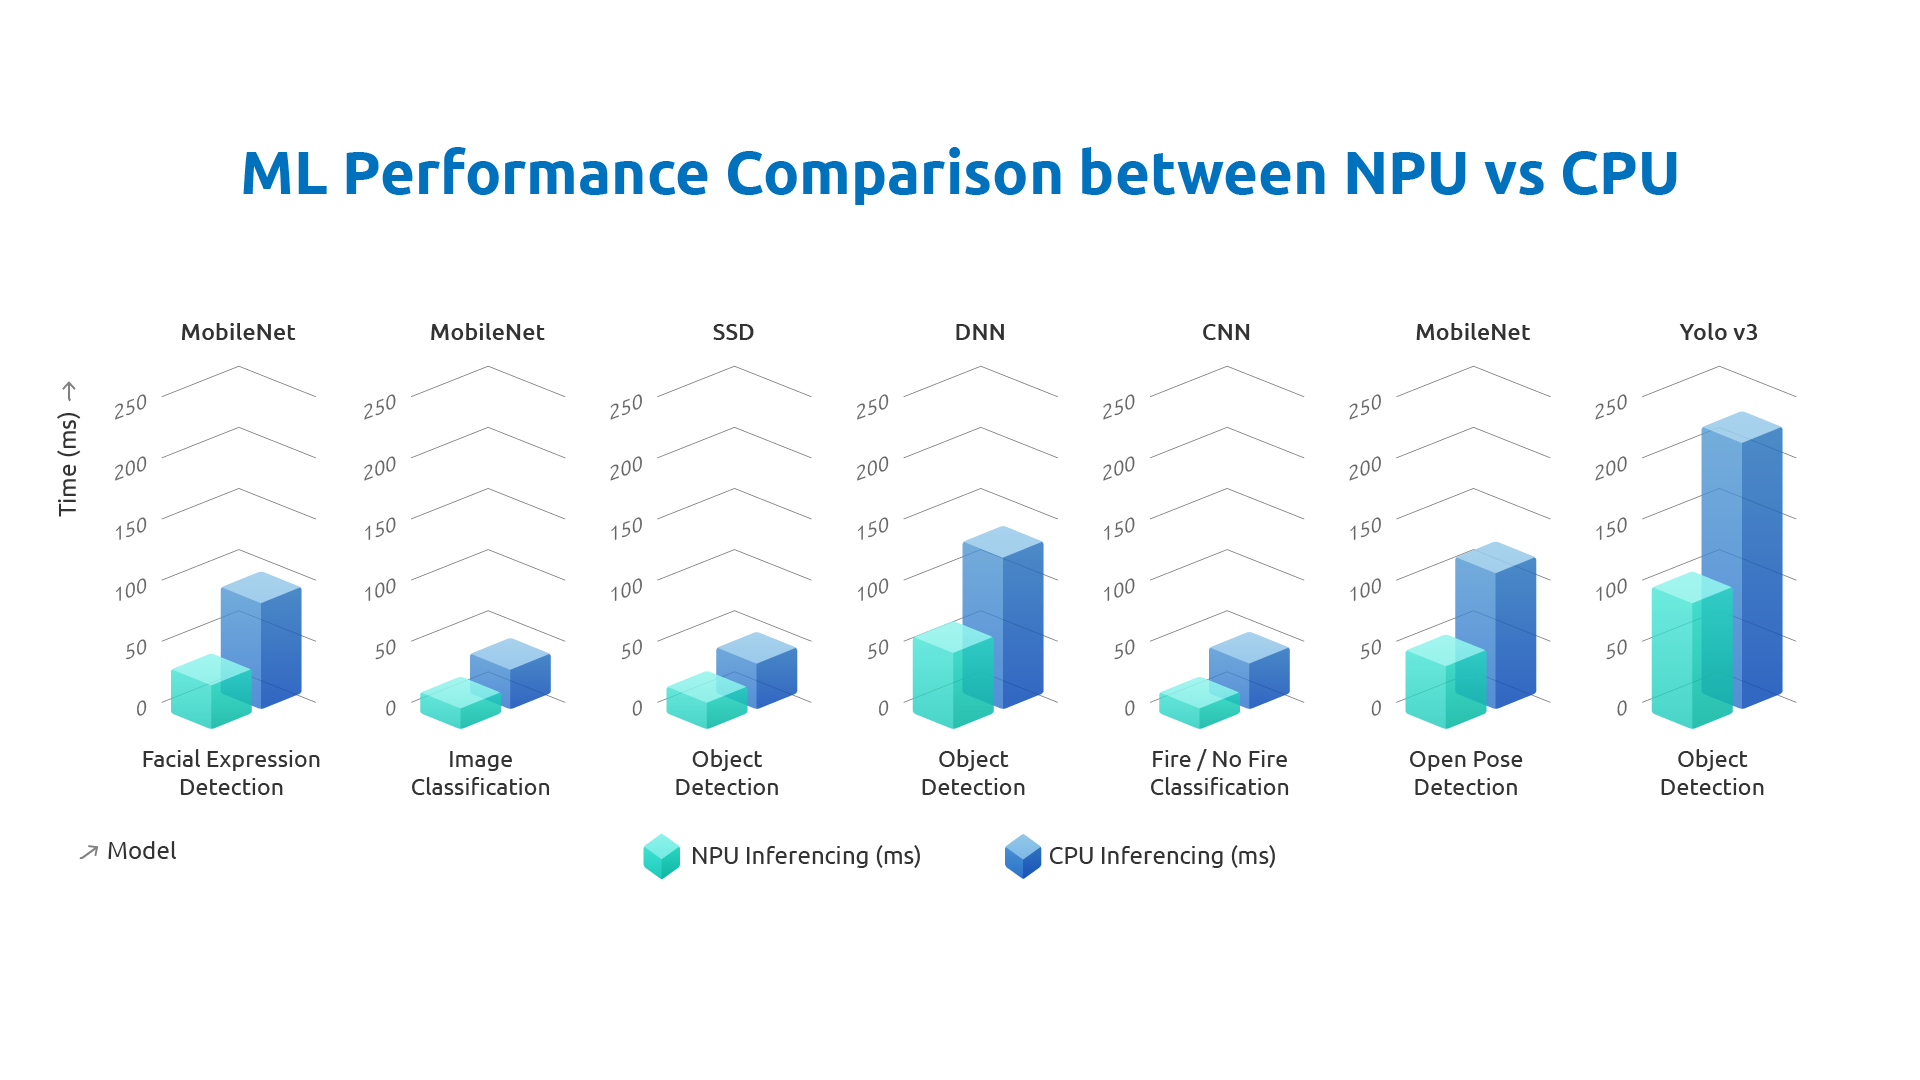 ML Performance Comparison between NPU vs CPU
Time (ms)
MobileNet
250
200
150
100
50
0
Facial Expression
Detection
MobileNet
250
200
150
100
50
0
Image
Classification
SSD
250
200
150
100
50
0
Object
Detection
DNN
250
200
150
100
50
0
Object
Detection
CNN
250
200
150
100
50
0
Fire / No Fire
Classification
MobileNet
250
200
150
100
50
0
Open Pose
Detection
Yolo v3
250
200
150
100
50
0
Object
Detection
Model
NPU Inferencing (ms)
CPU Inferencing (ms)